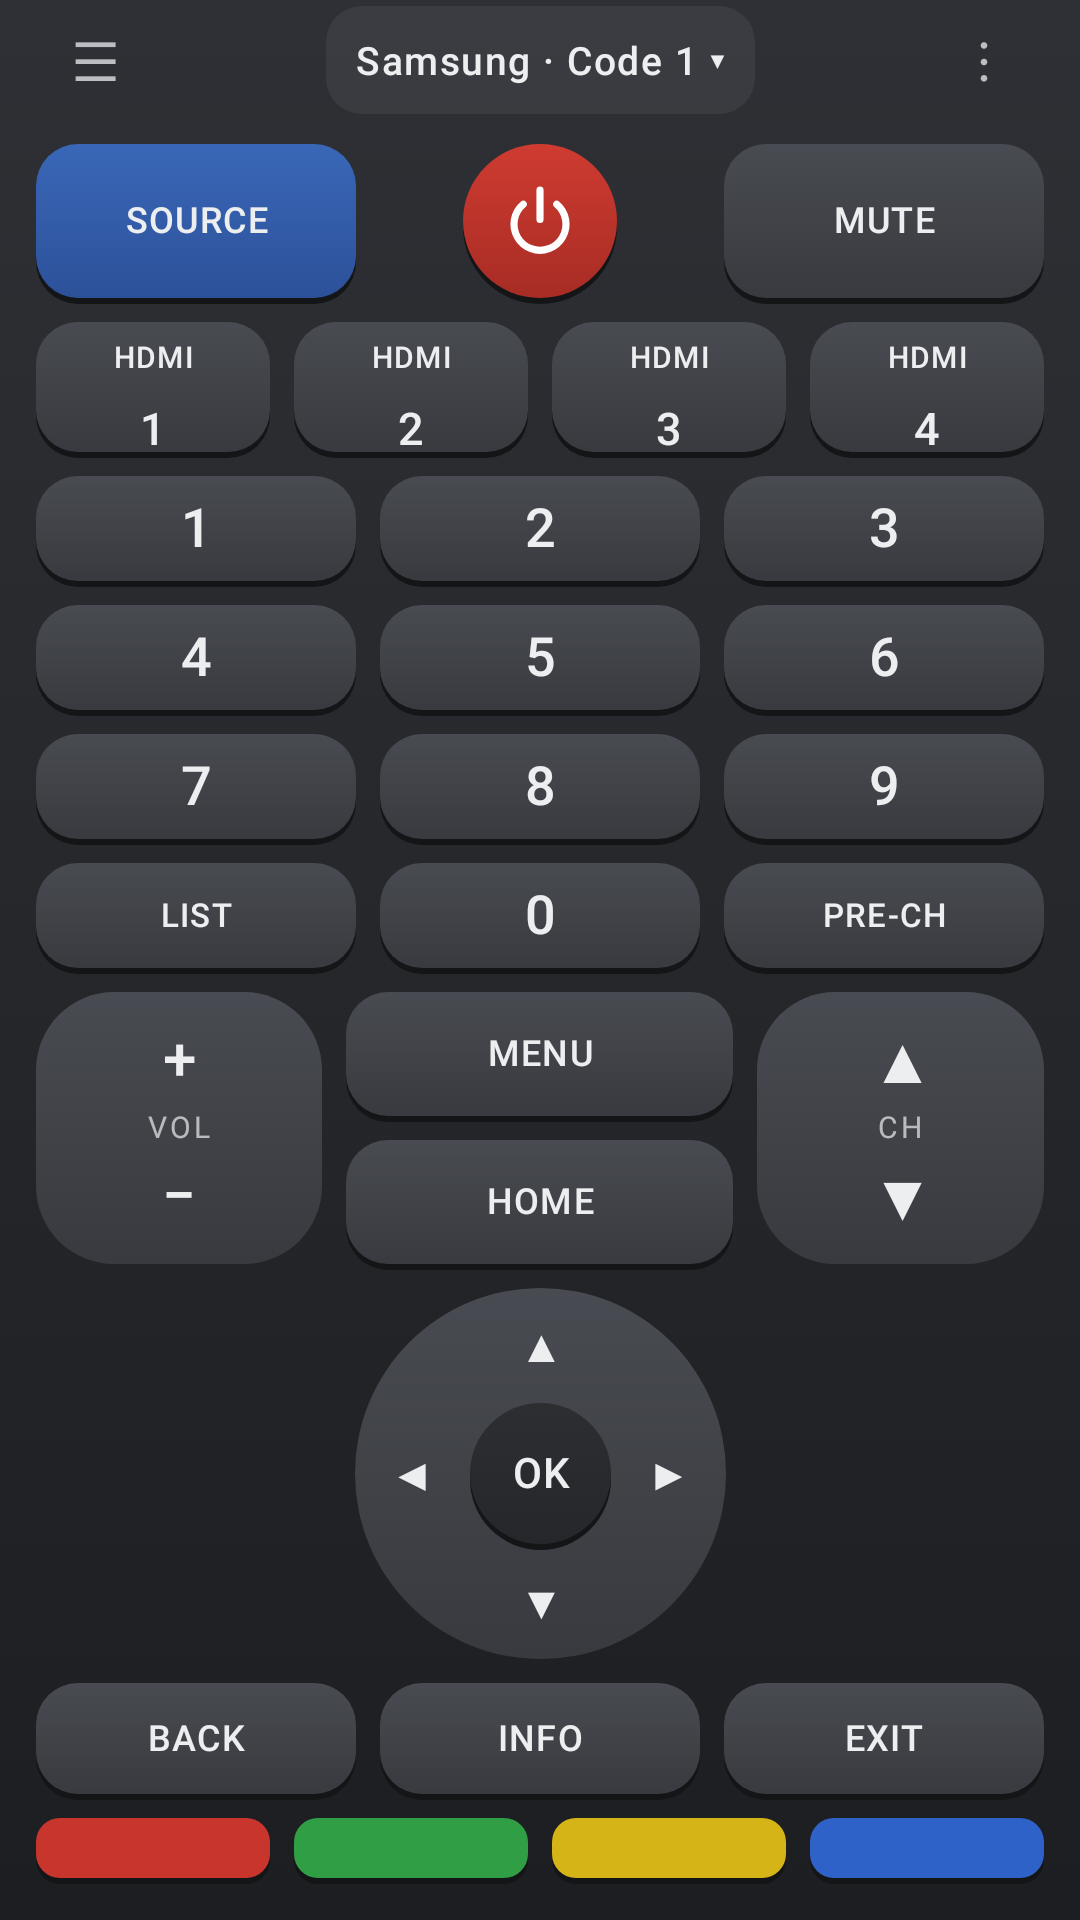 Samsung · Code 1 ▾
SOURCE
MUTE
HDMI HDMI HDMI HDMI
1 2 3 4
1 2 3
4 5 6
7 8 9
LIST 0 PRE-CH
+
VOL
−
MENU
HOME
▲
CH
▼
▲
◀ OK ▶
▼
BACK INFO EXIT